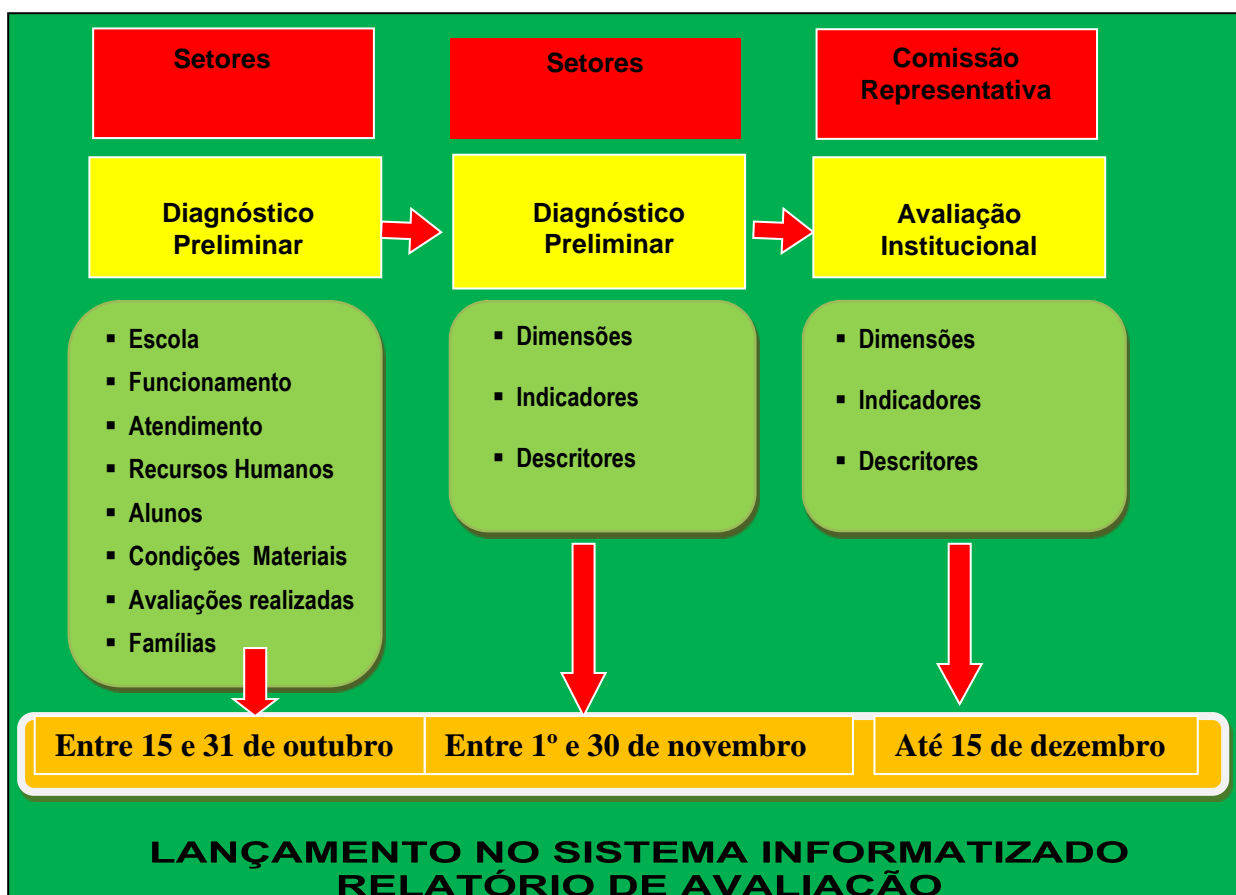 Setores
Diagnóstico
Preliminar
▪ Escola
▪ Funcionamento
▪ Atendimento
▪ Recursos Humanos
▪ Alunos
▪ Condições Materiais
▪ Avaliações realizadas
▪ Famílias
Entre 15 e 31 de outubro
Setores
Diagnóstico
Preliminar
▪ Dimensões
▪ Indicadores
▪ Descritores
Entre 1º e 30 de novembro
Comissão
Representativa
Avaliação
Institucional
▪ Dimensões
▪ Indicadores
▪ Descritores
Até 15 de dezembro
LANÇAMENTO NO SISTEMA INFORMATIZADO
RELATÓRIO DE AVALIAÇÃO